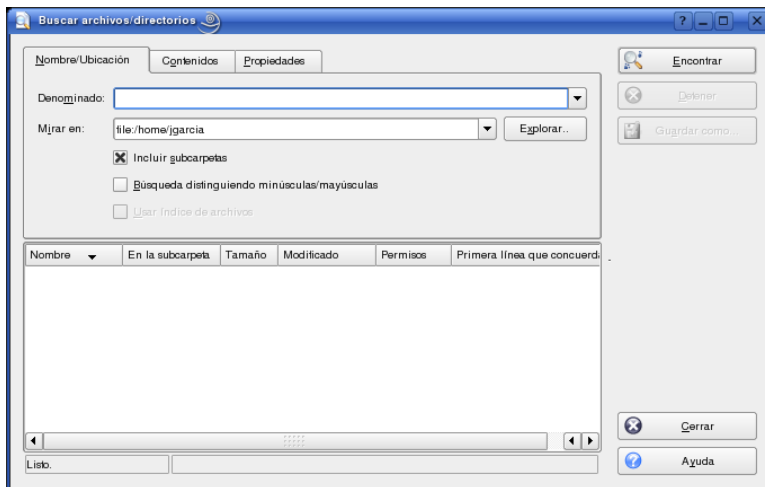 Buscar archivos/directorios
Nombre/Ubicación Contenidos Propiedades
Encontrar
Denominado:
Detener
Mirar en: file:/home/jgarcia Explorar..
Guardar como...
Incluir subcarpetas
Búsqueda distinguiendo minúsculas/mayúsculas
Usar índice de archivos
Nombre En la subcarpeta Tamaño Modificado Permisos Primera línea que concuerda
Cerrar
Listo.
Ayuda